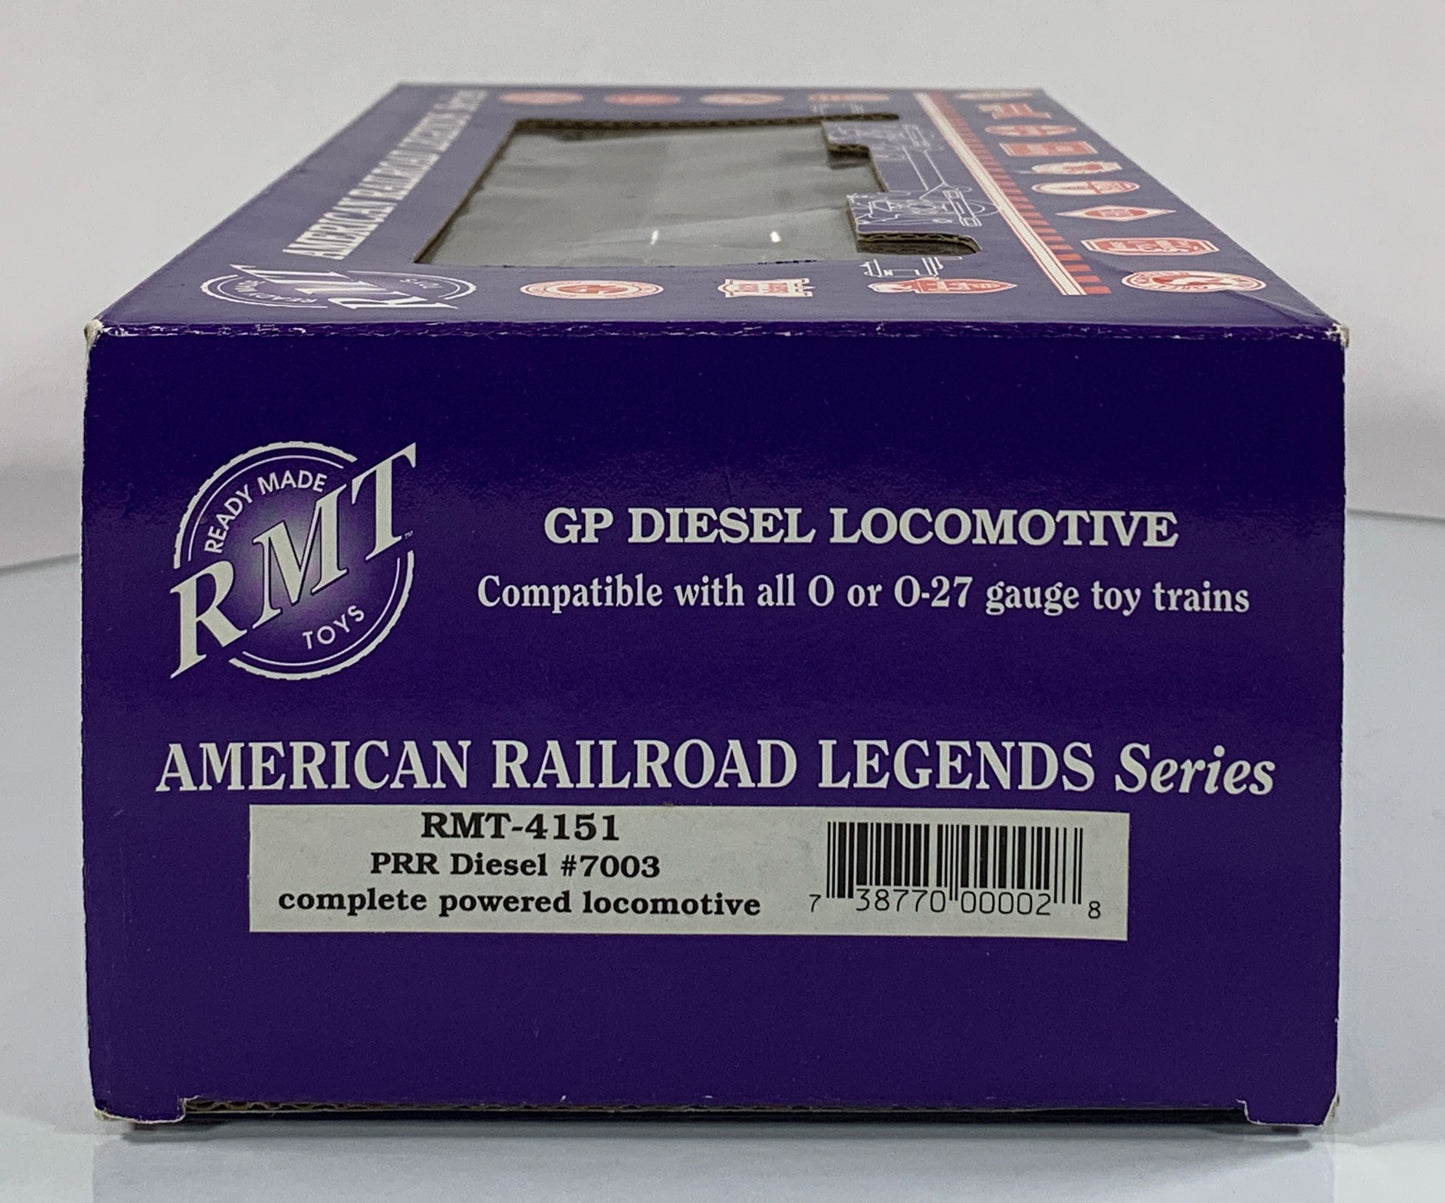 AMERICAN RAILROAD LEGENDS Series
READY MADE
RMT
TOYS
GP DIESEL LOCOMOTIVE
Compatible with all O or O-27 gauge toy trains
AMERICAN RAILROAD LEGENDS Series
RMT-4151
PRR Diesel #7003
complete powered locomotive
7 38770 00002 8